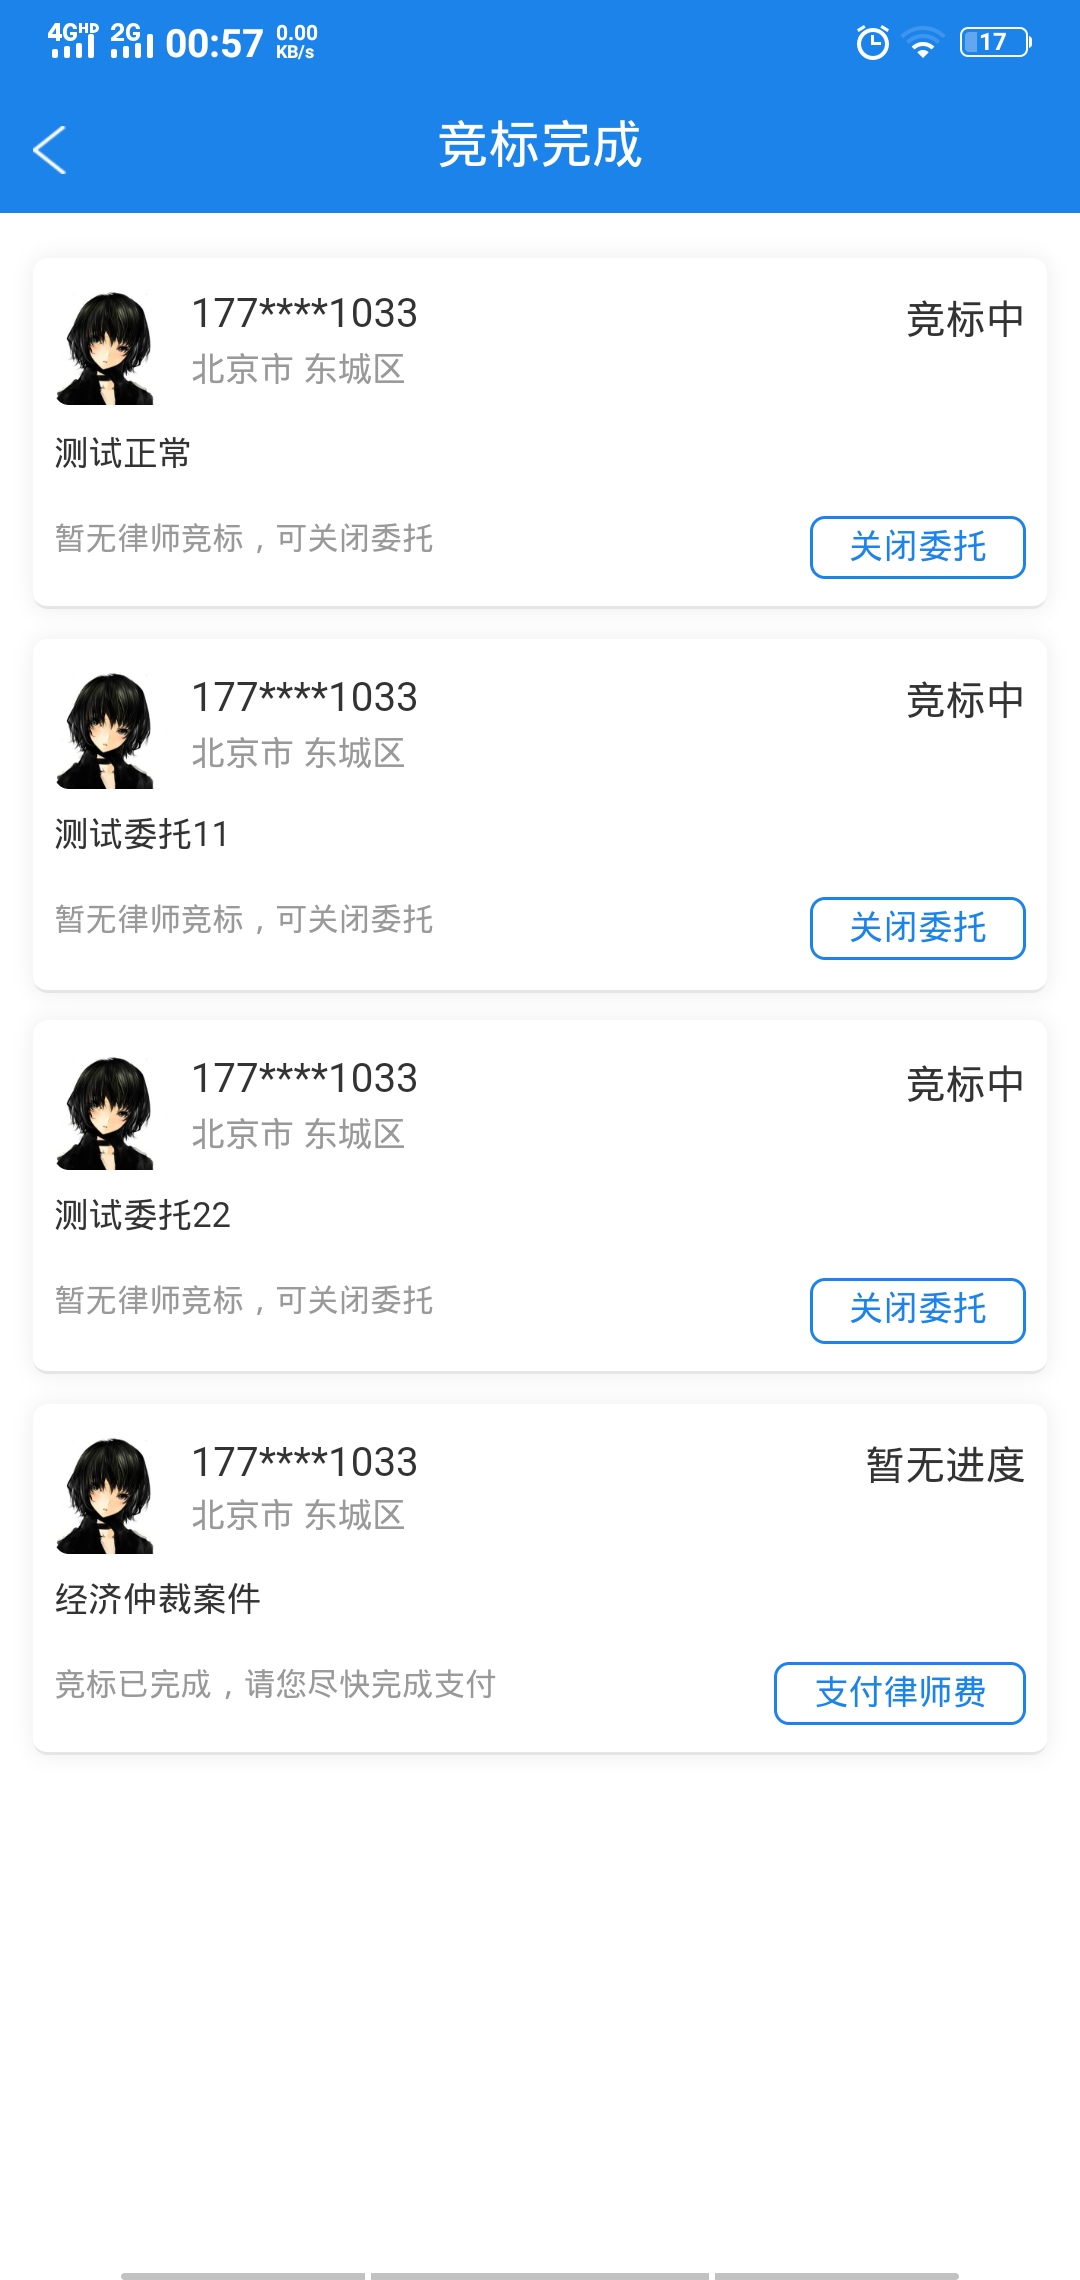 4GHD 2G 00:57 0.00 KB/s 17
竞标完成
177****1033
竞标中
北京市 东城区
测试正常
暂无律师竞标，可关闭委托
关闭委托
177****1033
竞标中
北京市 东城区
测试委托11
暂无律师竞标，可关闭委托
关闭委托
177****1033
竞标中
北京市 东城区
测试委托22
暂无律师竞标，可关闭委托
关闭委托
177****1033
暂无进度
北京市 东城区
经济仲裁案件
竞标已完成，请您尽快完成支付
支付律师费